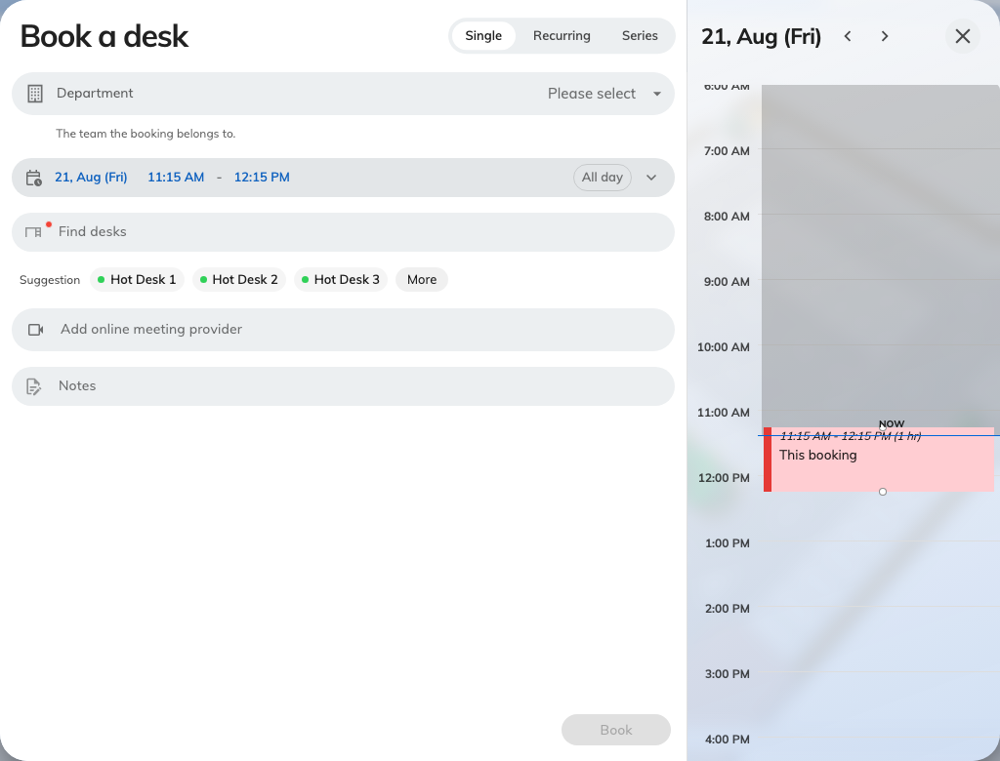 Book a desk
Single Recurring Series
Department Please select
The team the booking belongs to.
21, Aug (Fri) 11:15 AM - 12:15 PM All day
Find desks
Suggestion Hot Desk 1 Hot Desk 2 Hot Desk 3 More
Add online meeting provider
Notes
Book
21, Aug (Fri)
6:00 AM
7:00 AM
8:00 AM
9:00 AM
10:00 AM
11:00 AM
NOW
11:15 AM - 12:15 PM (1 hr)
This booking
12:00 PM
1:00 PM
2:00 PM
3:00 PM
4:00 PM